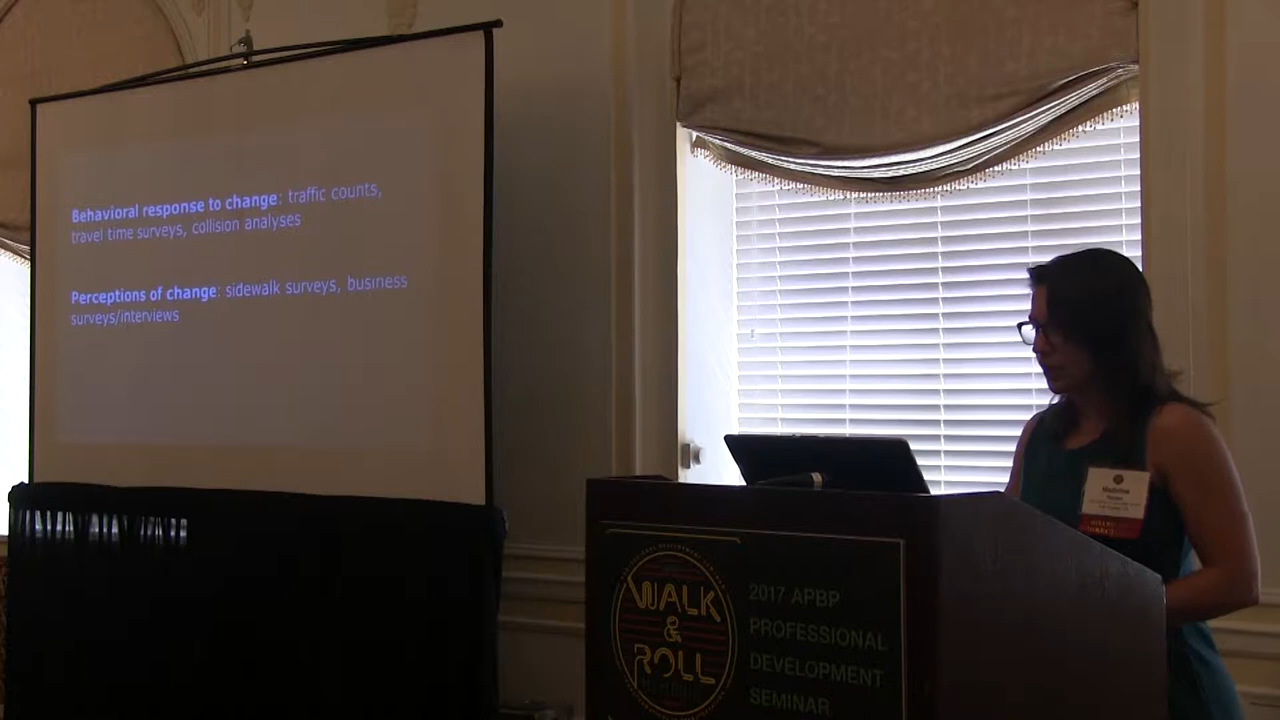 Behavioral response to change: traffic counts,
travel time surveys, collision analyses
Perceptions of change: sidewalk surveys, business
surveys/interviews
WALK
&
ROLL
2017 APBP
PROFESSIONAL
DEVELOPMENT
SEMINAR
Madeline